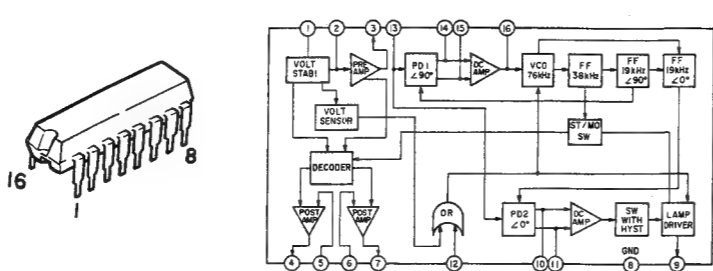 16
8
1
1
2
3
13
14
15
16
VOLT
STABI
PRE
AMP
PD1
∠90°
DC
AMP
VCO
76kHz
FF
38kHz
FF
19kHz
∠90°
FF
19kHz
∠0°
VOLT
SENSOR
ST/MO
SW
DECODER
POST
AMP
POST
AMP
OR
PD2
∠0°
DC
AMP
SW
WITH
HYST
LAMP
DRIVER
GND
4
5
6
7
12
10
11
8
9